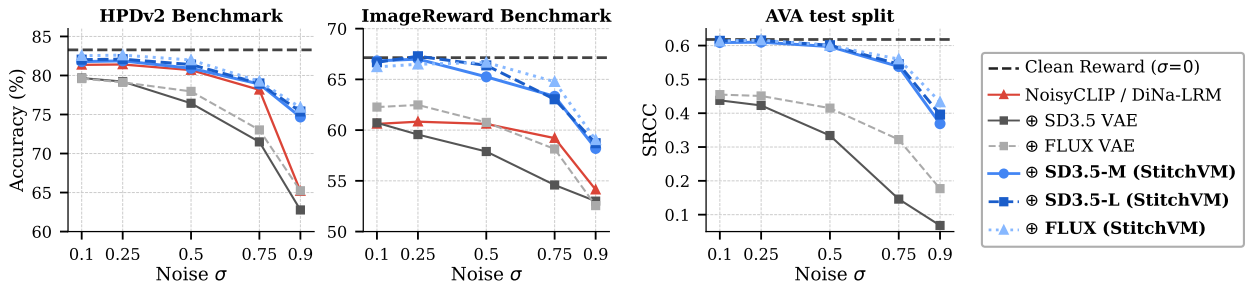 HPDv2 Benchmark
Accuracy (%)
85
80
75
70
65
60
0.1 0.25 0.5 0.75 0.9
Noise σ
ImageReward Benchmark
70
65
60
55
50
0.1 0.25 0.5 0.75 0.9
Noise σ
AVA test split
SRCC
0.6
0.5
0.4
0.3
0.2
0.1
0.1 0.25 0.5 0.75 0.9
Noise σ
Clean Reward (σ=0)
NoisyCLIP / DiNa-LRM
⊕ SD3.5 VAE
⊕ FLUX VAE
⊕ SD3.5-M (StitchVM)
⊕ SD3.5-L (StitchVM)
⊕ FLUX (StitchVM)